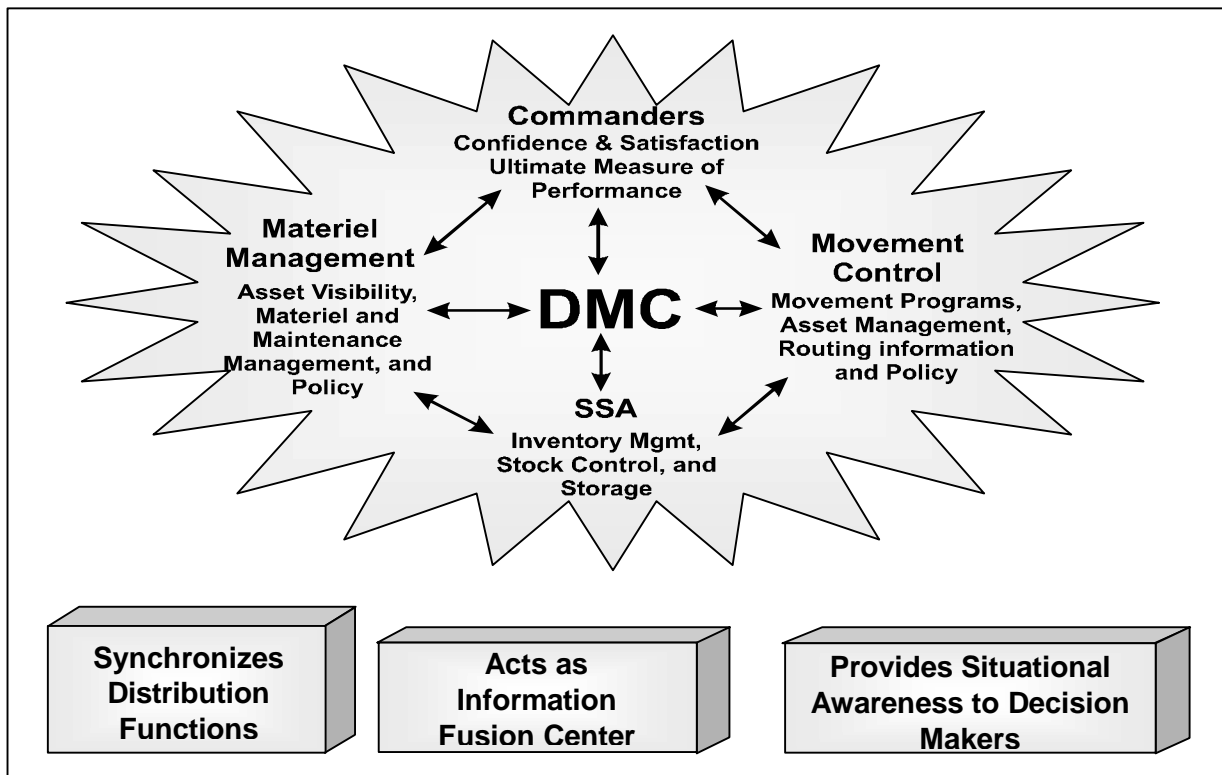 Commanders
Confidence & Satisfaction
Ultimate Measure of
Performance
Materiel
Management
Asset Visibility,
Materiel and
Maintenance
Management, and
Policy
DMC
Movement
Control
Movement Programs,
Asset Management,
Routing information
and Policy
SSA
Inventory Mgmt,
Stock Control, and
Storage
Synchronizes
Distribution
Functions
Acts as
Information
Fusion Center
Provides Situational
Awareness to Decision
Makers